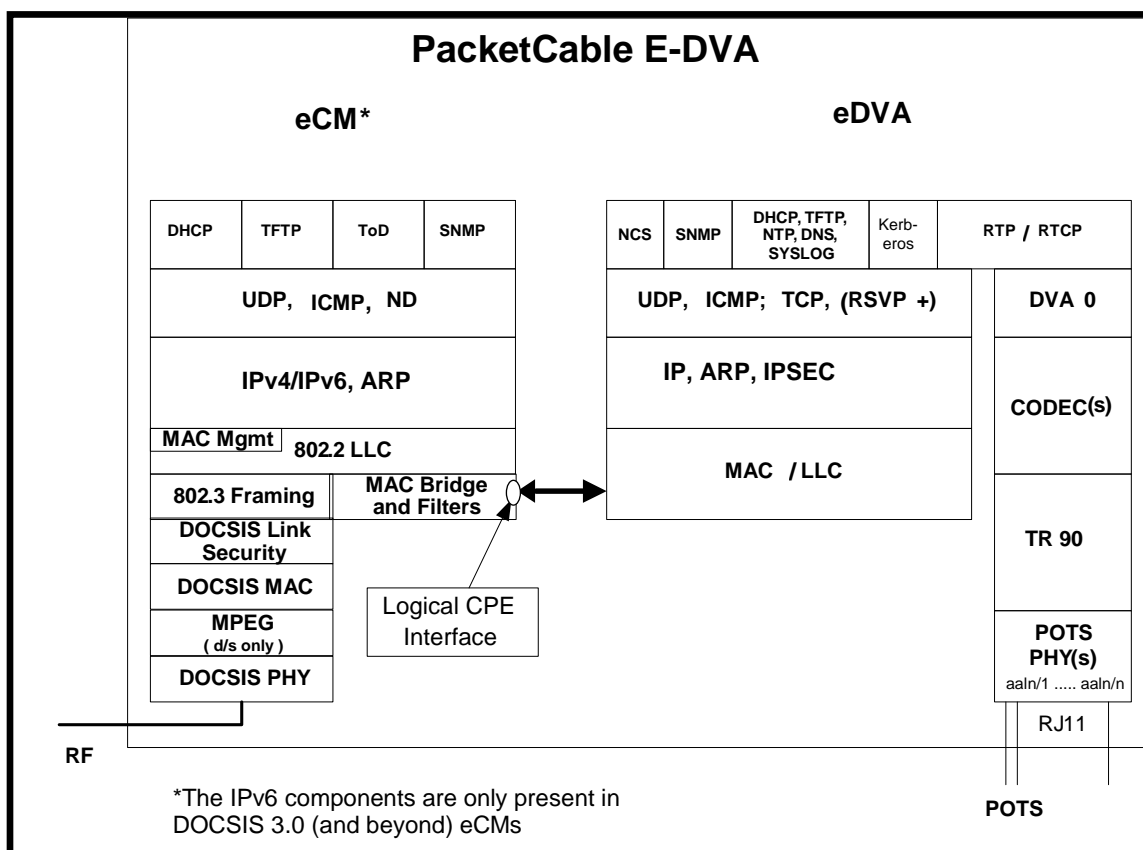 PacketCable E-DVA
eCM*
eDVA
DHCP
TFTP
ToD
SNMP
UDP, ICMP, ND
IPv4/IPv6, ARP
MAC Mgmt
802.2 LLC
802.3 Framing
MAC Bridge
and Filters
DOCSIS Link
Security
DOCSIS MAC
MPEG
( d/s only )
DOCSIS PHY
RF
Logical CPE
Interface
NCS
SNMP
DHCP, TFTP,
NTP, DNS,
SYSLOG
Kerb-
eros
RTP / RTCP
UDP, ICMP; TCP, (RSVP +)
IP, ARP, IPSEC
MAC / LLC
DVA 0
CODEC(s)
TR 90
POTS
PHY(s)
aaln/1 ..... aaln/n
RJ11
POTS
*The IPv6 components are only present in
DOCSIS 3.0 (and beyond) eCMs